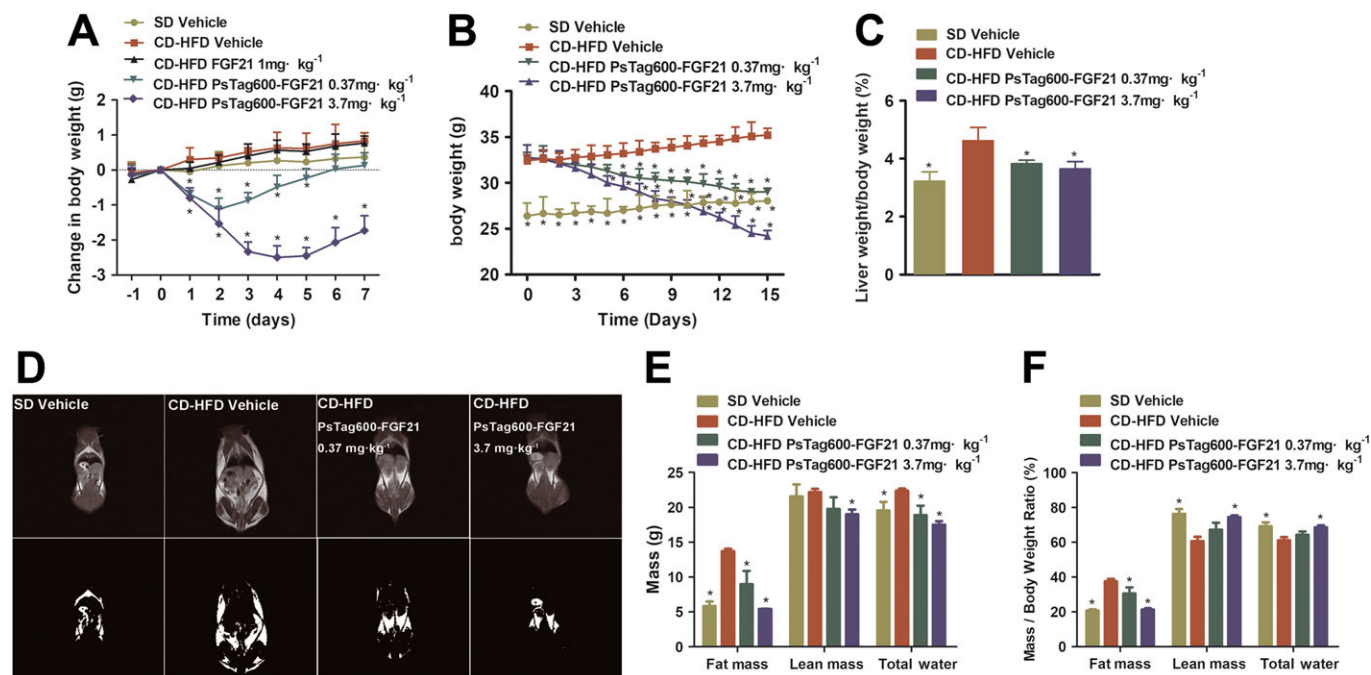 A
SD Vehicle
CD-HFD Vehicle
CD-HFD FGF21 1mg· kg-1
CD-HFD PsTag600-FGF21 0.37mg· kg-1
CD-HFD PsTag600-FGF21 3.7mg· kg-1
Change in body weight (g)
2
1
0
-1
-2
-3
-1 0 1 2 3 4 5 6 7
Time (days)
B
SD Vehicle
CD-HFD Vehicle
CD-HFD PsTag600-FGF21 0.37mg· kg-1
CD-HFD PsTag600-FGF21 3.7mg· kg-1
body weight (g)
40
35
30
25
20
0 3 6 9 12 15
Time (Days)
C
SD Vehicle
CD-HFD Vehicle
CD-HFD PsTag600-FGF21 0.37mg· kg-1
CD-HFD PsTag600-FGF21 3.7mg· kg-1
Liver weight/body weight (%)
6
4
2
0
D
SD Vehicle
CD-HFD Vehicle
CD-HFD
PsTag600-FGF21
0.37 mg·kg-1
CD-HFD
PsTag600-FGF21
3.7 mg·kg-1
E
SD Vehicle
CD-HFD Vehicle
CD-HFD PsTag600-FGF21 0.37mg· kg-1
CD-HFD PsTag600-FGF21 3.7mg· kg-1
Mass (g)
25
20
15
10
5
0
Fat mass Lean mass Total water
F
SD Vehicle
CD-HFD Vehicle
CD-HFD PsTag600-FGF21 0.37mg· kg-1
CD-HFD PsTag600-FGF21 3.7mg· kg-1
Mass / Body Weight Ratio (%)
100
80
60
40
20
0
Fat mass Lean mass Total water